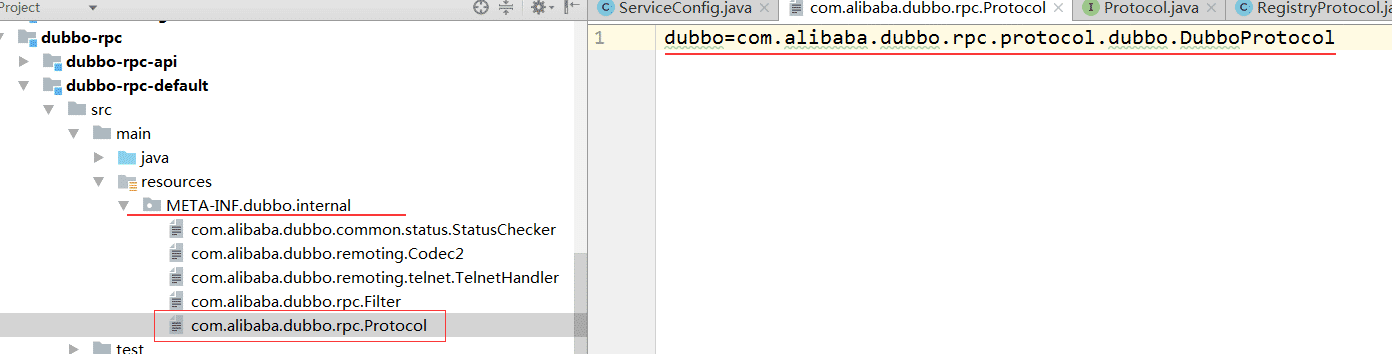 Project
ServiceConfig.java
com.alibaba.dubbo.rpc.Protocol
Protocol.java
RegistryProtocol.ja
dubbo-rpc
dubbo-rpc-api
dubbo-rpc-default
src
main
java
resources
META-INF.dubbo.internal
com.alibaba.dubbo.common.status.StatusChecker
com.alibaba.dubbo.remoting.Codec2
com.alibaba.dubbo.remoting.telnet.TelnetHandler
com.alibaba.dubbo.rpc.Filter
com.alibaba.dubbo.rpc.Protocol
test
1 dubbo=com.alibaba.dubbo.rpc.protocol.dubbo.DubboProtocol